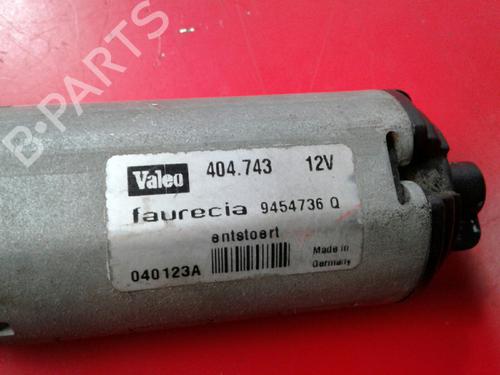 B-PARTS
Valeo 404.743 12V
faurecia 9454736 Q
entstoert
040123A
Made in
Germany